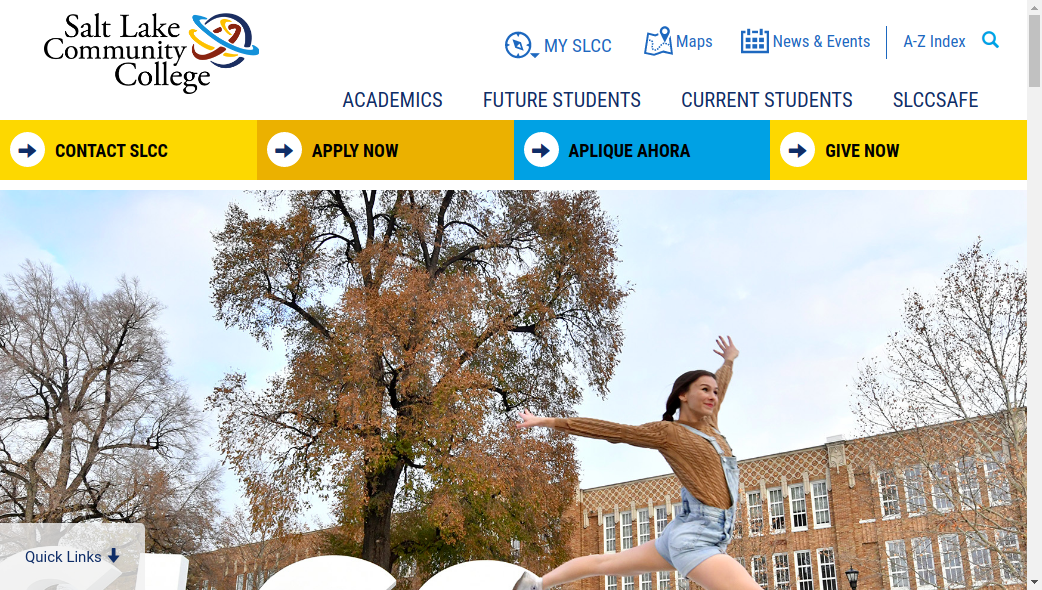 Salt Lake
Community
College
MY SLCC
Maps
News & Events
A-Z Index
ACADEMICS
FUTURE STUDENTS
CURRENT STUDENTS
SLCCSAFE
CONTACT SLCC
APPLY NOW
APLIQUE AHORA
GIVE NOW
Quick Links